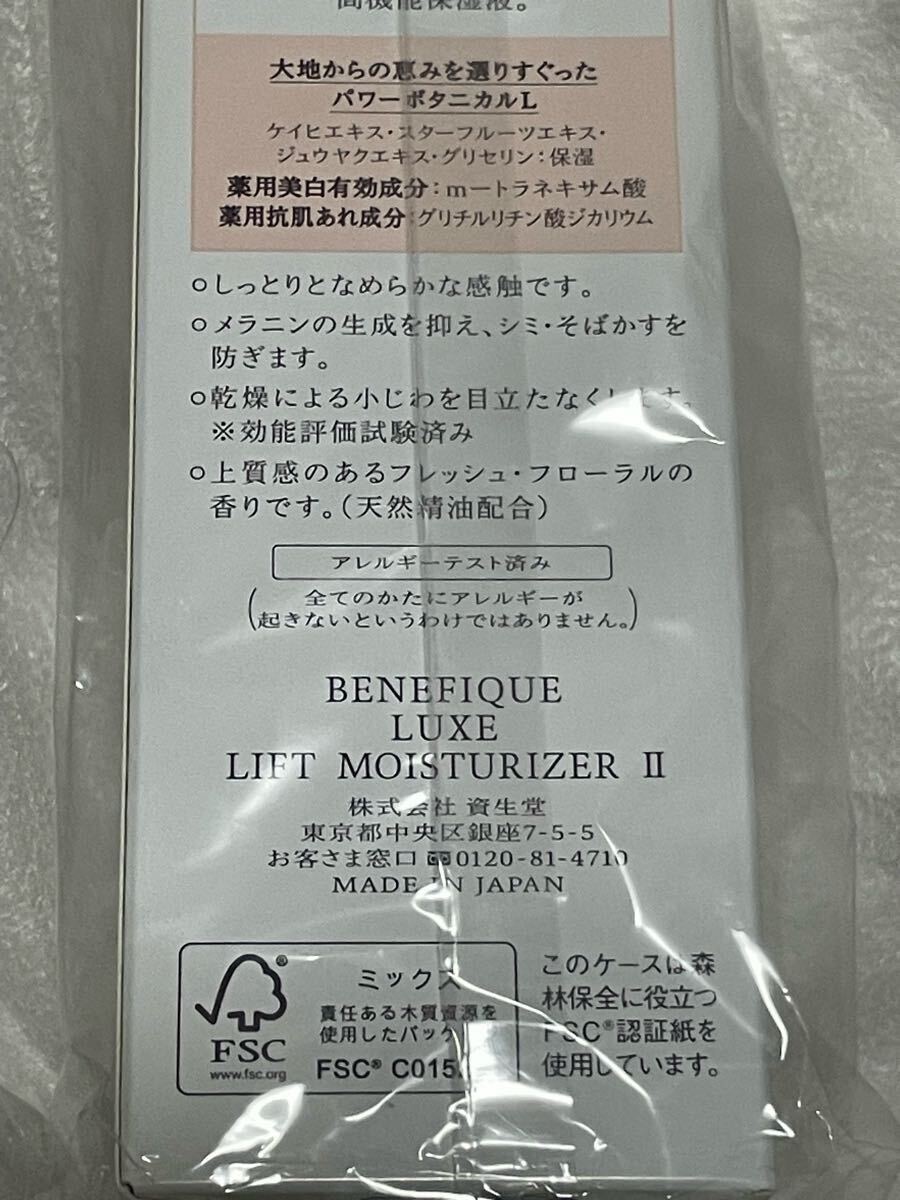 高機能保湿液。
大地からの恵みを選りすぐった
パワーボタニカルL
ケイヒエキス・スターフルーツエキス・
ジュウヤクエキス・グリセリン:保湿
薬用美白有効成分:m-トラネキサム酸
薬用抗肌あれ成分:グリチルリチン酸ジカリウム
○しっとりとなめらかな感触です。
○メラニンの生成を抑え、シミ・そばかすを
防ぎます。
○乾燥による小じわを目立たなくします。
※効能評価試験済み
○上質感のあるフレッシュ・フローラルの
香りです。(天然精油配合)
アレルギーテスト済み
(全てのかたにアレルギーが
起きないというわけではありません。)
BENEFIQUE
LUXE
LIFT MOISTURIZER II
株式会社 資生堂
東京都中央区銀座7-5-5
お客さま窓口 0120-81-4710
MADE IN JAPAN
FSC®
www.fsc.org
ミックス
責任ある木質資源を
使用したパッケ
FSC® C015
このケースは森
林保全に役立つ
FSC®認証紙を
使用しています。